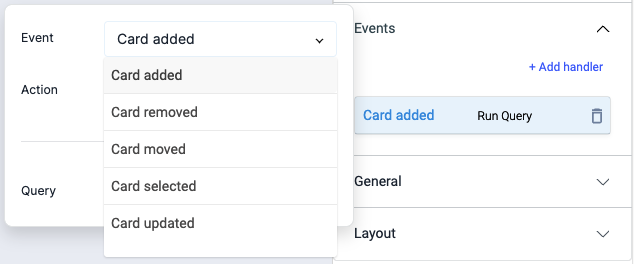 Event
Card added
Card added
Card removed
Card moved
Card selected
Card updated
Action
Query
Events
+ Add handler
Card added
Run Query
General
Layout